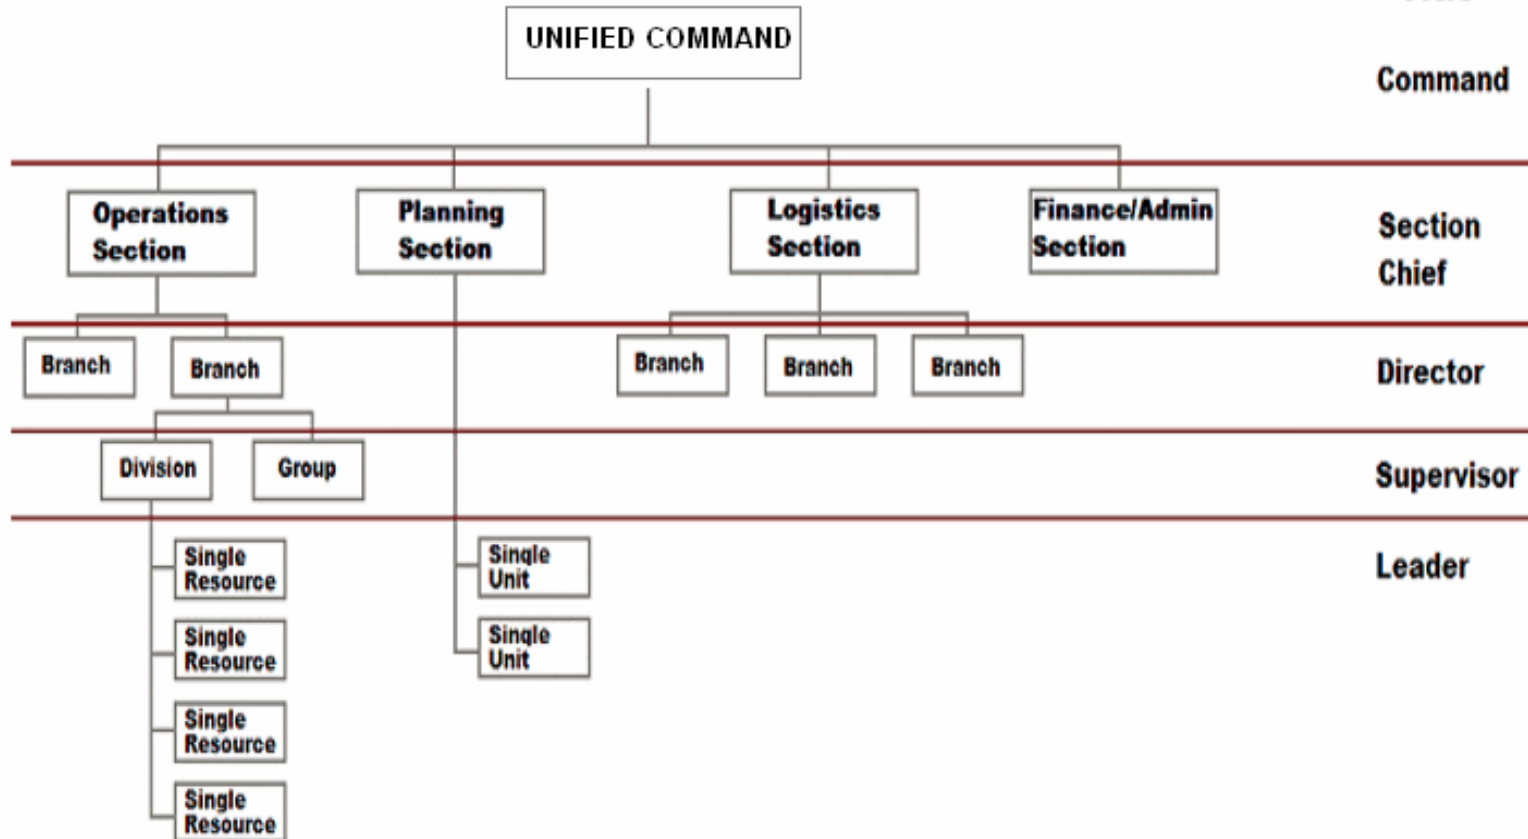 UNIFIED COMMAND
Command
Operations
Section
Planning
Section
Logistics
Section
Finance/Admin
Section
Section
Chief
Branch
Branch
Branch
Branch
Branch
Director
Division
Group
Supervisor
Single
Resource
Single
Unit
Leader
Single
Resource
Single
Unit
Single
Resource
Single
Resource